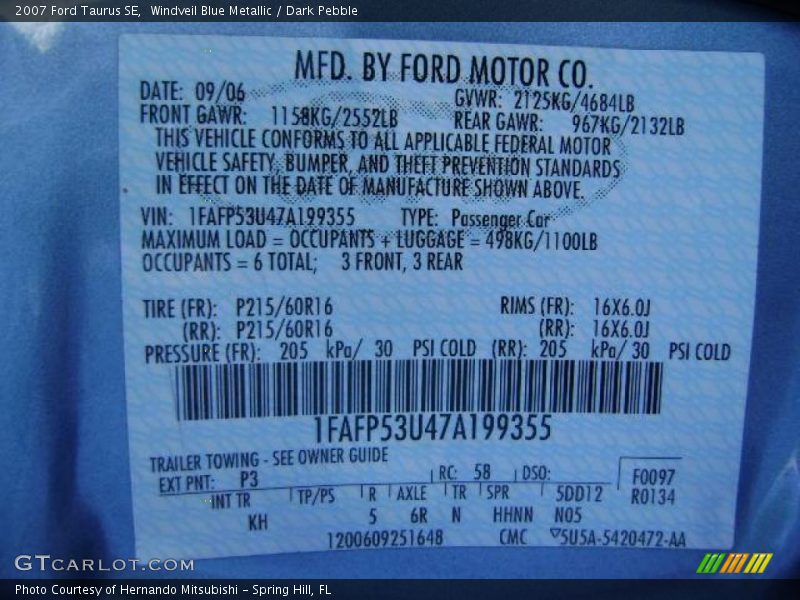 2007 Ford Taurus SE,  Windveil Blue Metallic / Dark Pebble
MFD. BY FORD MOTOR CO.
DATE: 09/06 GVWR: 2125KG/4684LB
FRONT GAWR: 1158KG/2552LB REAR GAWR: 967KG/2132LB
THIS VEHICLE CONFORMS TO ALL APPLICABLE FEDERAL MOTOR
VEHICLE SAFETY, BUMPER, AND THEFT PREVENTION STANDARDS
IN EFFECT ON THE DATE OF MANUFACTURE SHOWN ABOVE.
VIN: 1FAFP53U47A199355 TYPE: Passenger Car
MAXIMUM LOAD = OCCUPANTS + LUGGAGE = 498KG/1100LB
OCCUPANTS = 6 TOTAL; 3 FRONT, 3 REAR
TIRE (FR): P215/60R16 RIMS (FR): 16X6.0J
(RR): P215/60R16 (RR): 16X6.0J
PRESSURE (FR): 205 kPa/ 30 PSI COLD (RR): 205 kPa/ 30 PSI COLD
1FAFP53U47A199355
TRAILER TOWING - SEE OWNER GUIDE
EXT PNT: P3 RC: 58 DSO: F0097
INT TR TP/PS R AXLE TR SPR 5DD12 R0134
KH 5 6R N HHNN N05
1200609251648 CMC 5U5A-5420472-AA
GTCARLOT.COM
Photo Courtesy of Hernando Mitsubishi - Spring Hill, FL